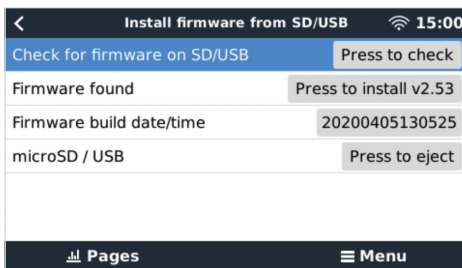 Install firmware from SD/USB 15:00
Check for firmware on SD/USB Press to check
Firmware found Press to install v2.53
Firmware build date/time 20200405130525
microSD / USB Press to eject
Pages Menu